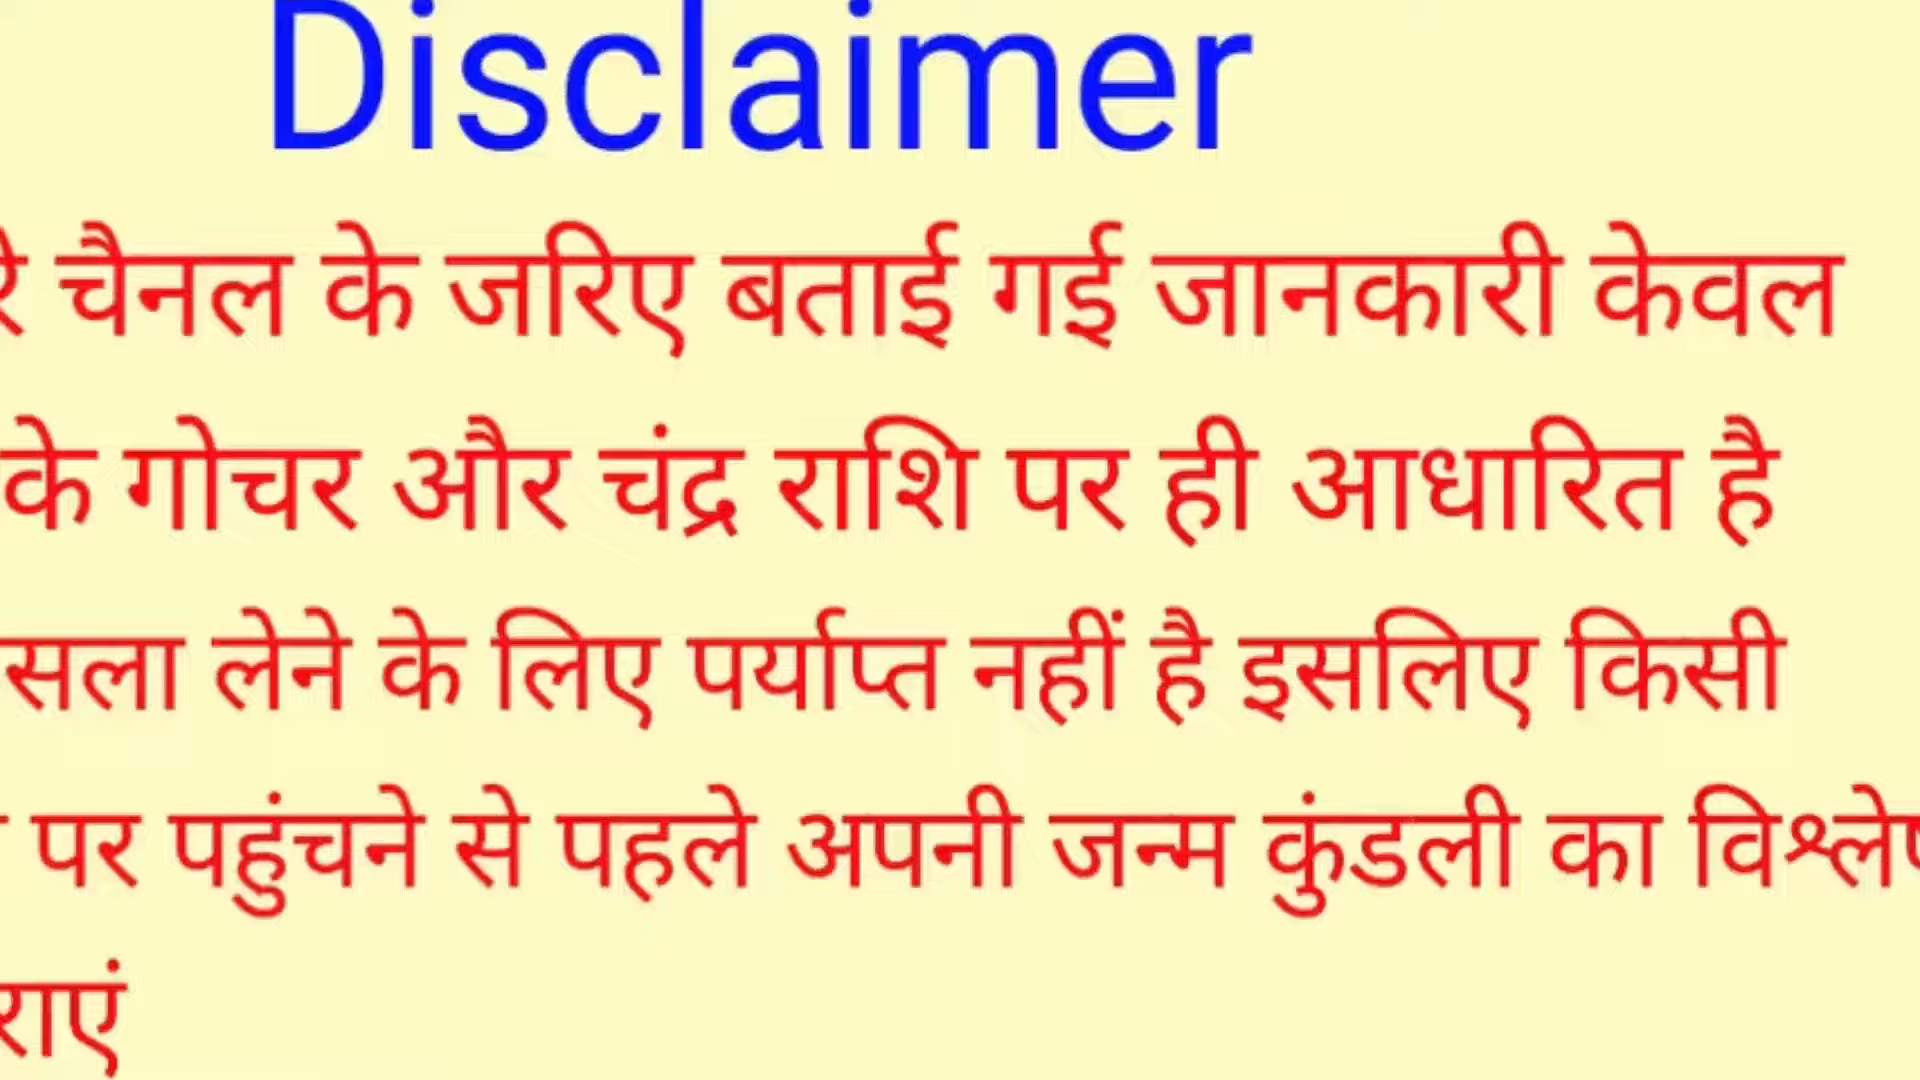 Disclaimer
चैनल के जरिए बताई गई जानकारी केवल
के गोचर और चंद्र राशि पर ही आधारित है
लेने के लिए पर्याप्त नहीं है इसलिए किसी
पर पहुंचने से पहले अपनी जन्म कुंडली का